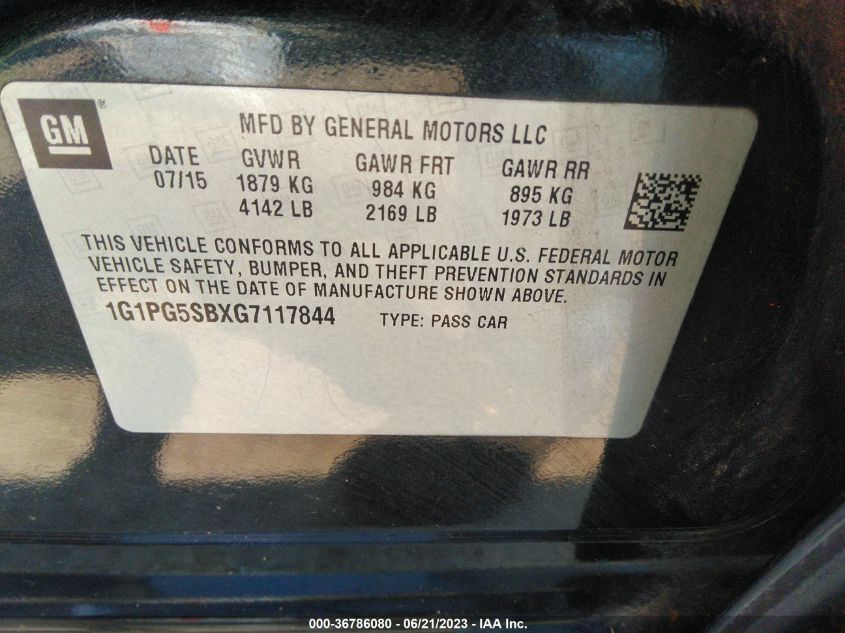 GM ®
MFD BY GENERAL MOTORS LLC
DATE GVWR GAWR FRT GAWR RR
07/15 1879 KG 984 KG 895 KG
4142 LB 2169 LB 1973 LB
THIS VEHICLE CONFORMS TO ALL APPLICABLE U.S. FEDERAL MOTOR
VEHICLE SAFETY, BUMPER, AND THEFT PREVENTION STANDARDS IN
EFFECT ON THE DATE OF MANUFACTURE SHOWN ABOVE.
1G1PG5SBXG7117844 TYPE: PASS CAR
000-36786080 - 06/21/2023 - IAA Inc.